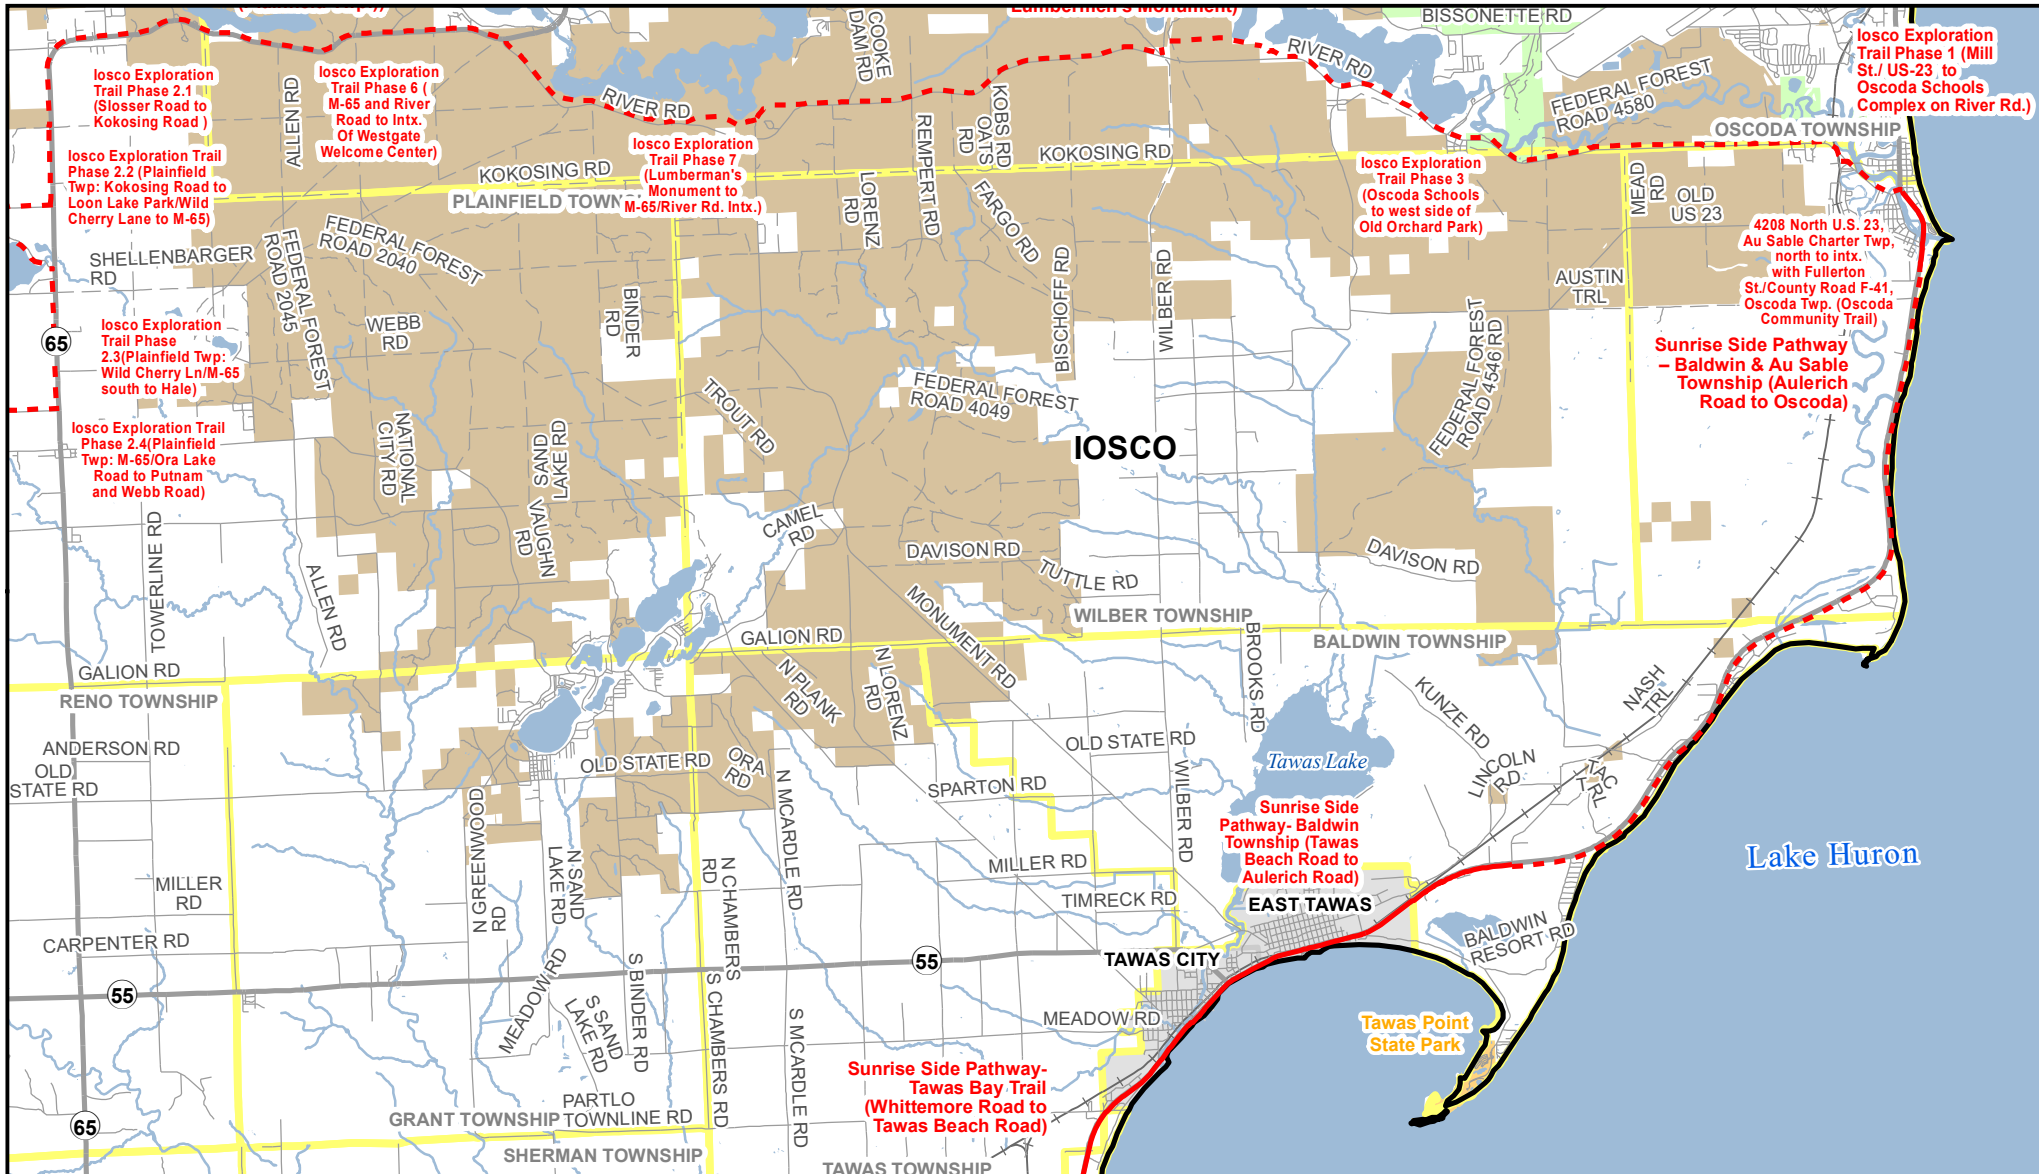 Lumbermen's Monument)
BISSONETTE RD
COOKE
DAM RD
RIVER RD
Iosco Exploration
Trail Phase 1 (Mill
St./ US-23 to
Oscoda Schools
Complex on River Rd.)
Iosco Exploration
Trail Phase 2.1
(Slosser Road to
Kokosing Road )
ALLEN RD
Iosco Exploration
Trail Phase 6 (
M-65 and River
Road to Intx.
Of Westgate
Welcome Center)
RIVER RD
FEDERAL FOREST
ROAD 4580
OSCODA TOWNSHIP
Iosco Exploration Trail
Phase 2.2 (Plainfield
Twp: Kokosing Road to
Loon Lake Park/Wild
Cherry Lane to M-65)
KOKOSING RD
PLAINFIELD TOWN
Iosco Exploration
Trail Phase 7
(Lumberman's
Monument to
M-65/River Rd. Intx.)
LORENZ
RD
REMPERT RD
KOBS RD
OATS
RD
FARGO RD
KOKOSING RD
Iosco Exploration
Trail Phase 3
(Oscoda Schools
to west side of
Old Orchard Park)
MEAD
RD
OLD
US 23
4208 North U.S. 23,
Au Sable Charter Twp,
north to intx.
with Fullerton
St./County Road F-41,
Oscoda Twp. (Oscoda
Community Trail)
SHELLENBARGER
RD
FEDERAL FOREST
ROAD 2045
FEDERAL FOREST
ROAD 2040
BINDER
RD
BISCHOFF RD
WILBER RD
AUSTIN
TRL
65
Iosco Exploration
Trail Phase
2.3(Plainfield Twp:
Wild Cherry Ln/M-65
south to Hale)
WEBB
RD
TROUT RD
FEDERAL FOREST
ROAD 4049
FEDERAL FOREST
ROAD 4546 RD
Sunrise Side Pathway
– Baldwin & Au Sable
Township (Aulerich
Road to Oscoda)
Iosco Exploration Trail
Phase 2.4(Plainfield
Twp: M-65/Ora Lake
Road to Putnam
and Webb Road)
NATIONAL
CITY RD
SAND
LAKE RD
IOSCO
TOWERLINE RD
VAUGHN
RD
CAMEL
RD
DAVISON RD
TUTTLE RD
DAVISON RD
ALLEN RD
MONUMENT RD
WILBER TOWNSHIP
GALION RD
BROOKS RD
BALDWIN TOWNSHIP
GALION RD
RENO TOWNSHIP
N PLANK
RD
N LORENZ
RD
KUNZE RD
NASH
TRL
ANDERSON RD
OLD
STATE RD
OLD STATE RD
ORA
RD
OLD STATE RD
SPARTON RD
WILBER RD
Tawas Lake
LINCOLN
RD
TAC
K TRL
N GREENWOOD
RD
N SAND
LAKE RD
N MCARDLE RD
N CHAMBERS
RD
MILLER RD
Sunrise Side
Pathway- Baldwin
Township (Tawas
Beach Road to
Aulerich Road)
Lake Huron
MILLER
RD
TIMRECK RD
EAST TAWAS
CARPENTER RD
55
TAWAS CITY
BALDWIN
RESORT RD
55
MEADOW RD
S SAND
LAKE RD
S BINDER RD
S CHAMBERS RD
S MCARDLE RD
MEADOW RD
Tawas Point
State Park
Sunrise Side Pathway-
Tawas Bay Trail
(Whittemore Road to
Tawas Beach Road)
65
GRANT TOWNSHIP
PARTLO
TOWNLINE RD
SHERMAN TOWNSHIP
TAWAS TOWNSHIP